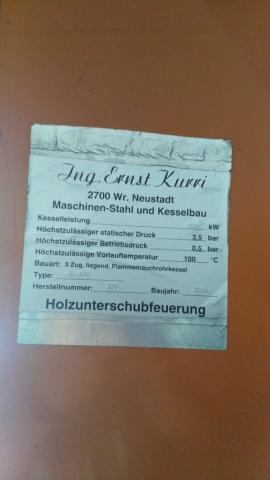 Ing. Ernst Kurri
2700 Wr. Neustadt
Maschinen-Stahl und Kesselbau
Kesselleistung kW
Höchstzulässiger statischer Druck 3,5 bar
Höchstzulässiger Betriebsdruck 0,5 bar
Höchstzulässige Vorlauftemperatur 100 °C
Bauart: 5 Zug, liegend, Flammenrauchrohrkessel
Type:
Herstellnummer: Baujahr:
Holzunterschubfeuerung